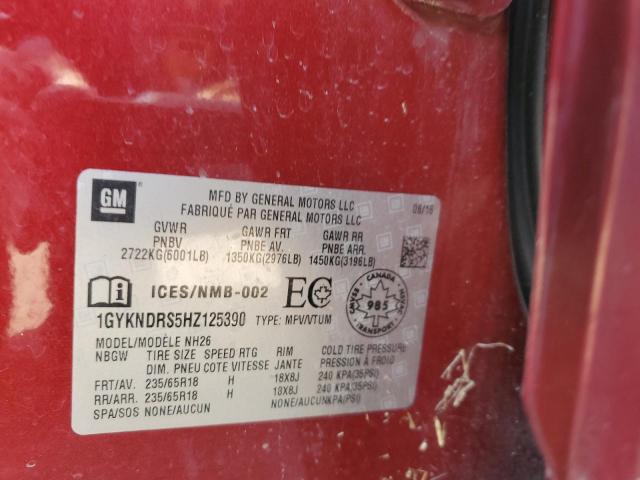 GM
MFD BY GENERAL MOTORS LLC
FABRIQUÉ PAR GENERAL MOTORS LLC
08/16
GVWR GAWR FRT GAWR RR
PNBV PNBE AV. PNBE ARR.
2722KG(6001LB) 1350KG(2976LB) 1450KG(3196LB)
ICES/NMB-002 EC
CANADA
CMVSS
NSVAC
985
TRANSPORT
1GYKNDRS5HZ125390 TYPE: MPV/VTUM
MODEL/MODÈLE NH26
NBGW TIRE SIZE SPEED RTG RIM COLD TIRE PRESSURE
DIM. PNEU COTE VITESSE JANTE PRESSION À FROID
FRT/AV. 235/65R18 H 18X8J 240 KPA(35PSI)
RR/ARR. 235/65R18 H 18X8J 240 KPA(35PSI)
SPA/SOS NONE/AUCUN NONE/AUCUNKPA(PSI)